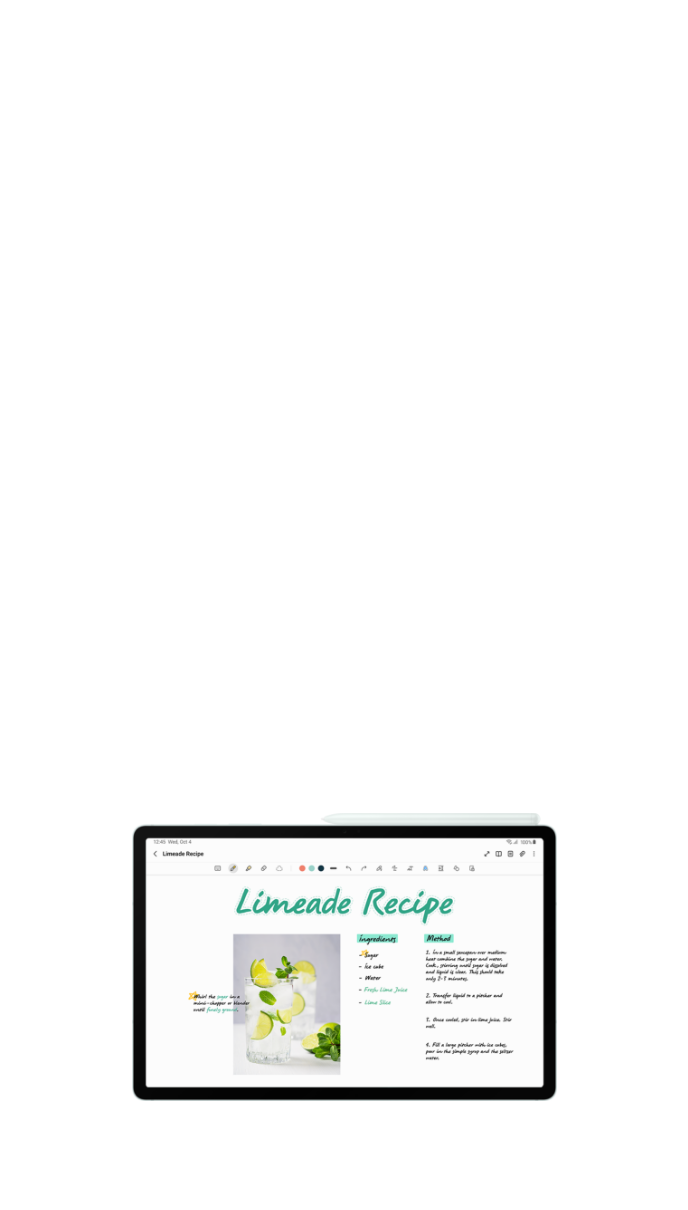 12:45 Wed, Oct 4
100%
Limeade Recipe
Limeade Recipe
Whirl the sugar in a
mini-chopper or blender
until finely ground.
Ingredients
- Sugar
- Ice cube
- Water
- Fresh Lime Juice
- Lime Slice
Method
1. In a small saucepan over medium-
heat combine the sugar and water.
Cook, stirring until sugar is dissolved
and liquid is clear. This should take
only 2-3 minutes.
2. Transfer liquid to a pitcher and
allow to cool.
3. Once cooled, stir in lime juice. Stir
well.
4. Fill a large pitcher with ice cubes,
pour in the simple syrup and the seltzer
water.